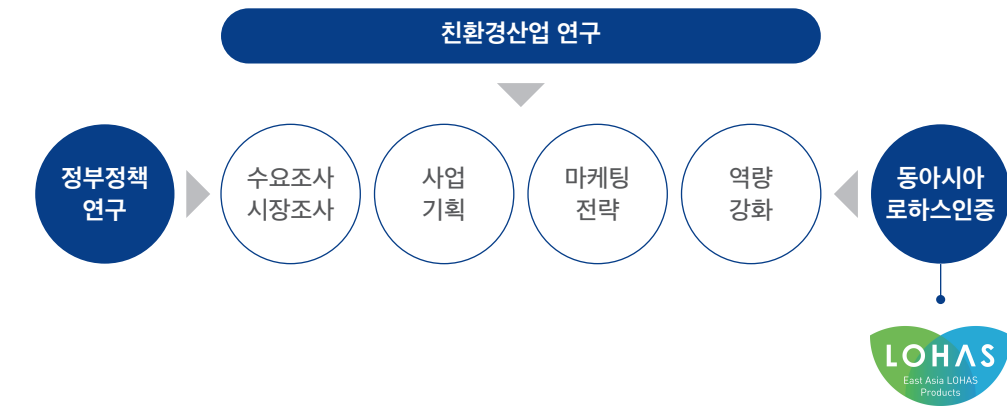 친환경산업 연구
정부정책
연구
수요조사
시장조사
사업
기획
마케팅
전략
역량
강화
동아시아
로하스인증
LOHΛS
East Asia LOHAS
Products